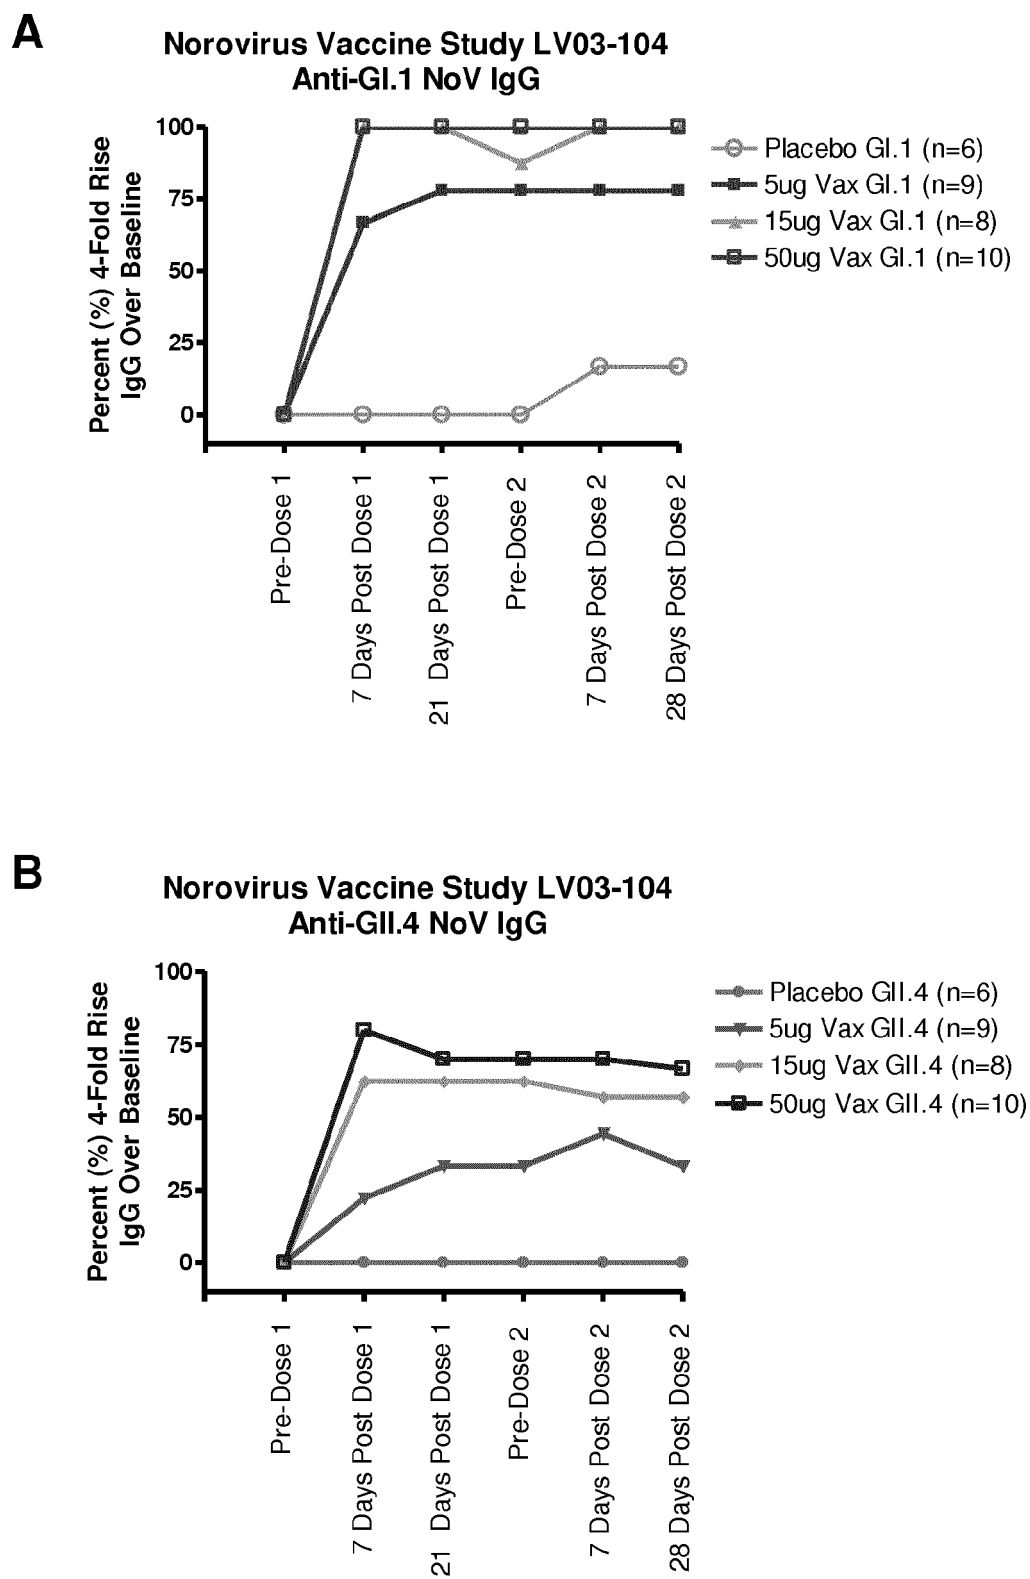 A
Norovirus Vaccine Study LV03-104
Anti-GI.1 NoV IgG
Percent (%) 4-Fold Rise
IgG Over Baseline
100
75
50
25
0
Placebo GI.1 (n=6)
5ug Vax GI.1 (n=9)
15ug Vax GI.1 (n=8)
50ug Vax GI.1 (n=10)
Pre-Dose 1
7 Days Post Dose 1
21 Days Post Dose 1
Pre-Dose 2
7 Days Post Dose 2
28 Days Post Dose 2
B
Norovirus Vaccine Study LV03-104
Anti-GII.4 NoV IgG
Percent (%) 4-Fold Rise
IgG Over Baseline
100
75
50
25
0
Placebo GII.4 (n=6)
5ug Vax GII.4 (n=9)
15ug Vax GII.4 (n=8)
50ug Vax GII.4 (n=10)
Pre-Dose 1
7 Days Post Dose 1
21 Days Post Dose 1
Pre-Dose 2
7 Days Post Dose 2
28 Days Post Dose 2